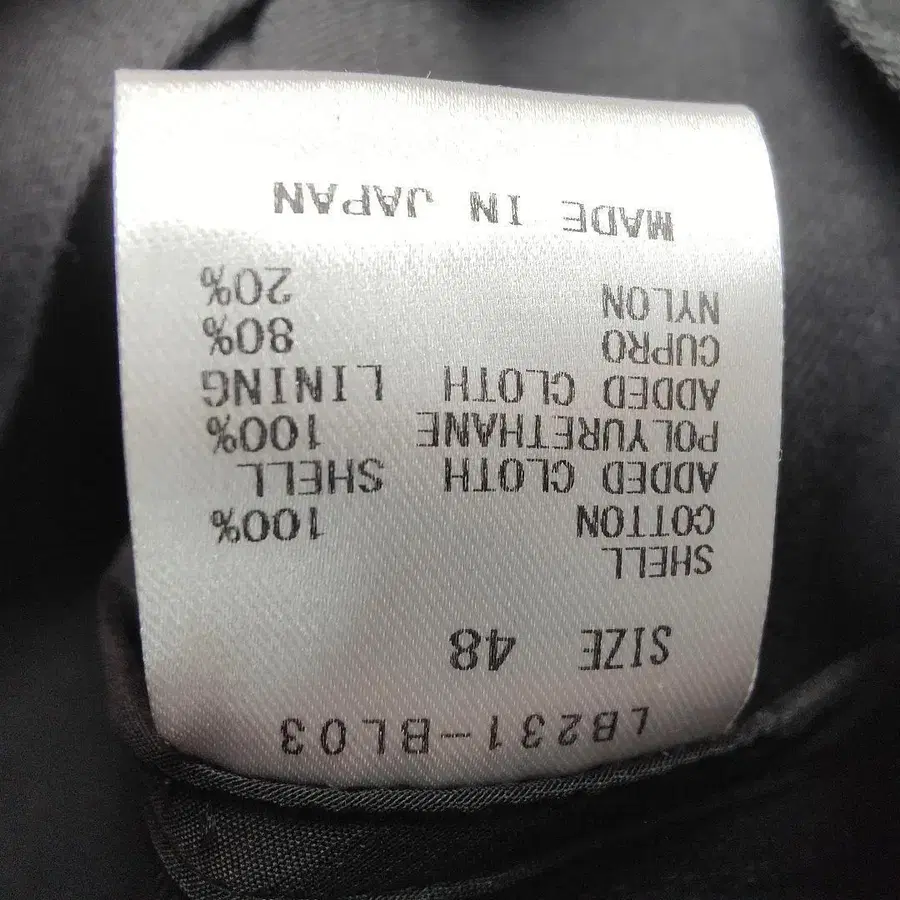 LB231-BL03
SIZE 48
SHELL
COTTON 100%
ADDED CLOTH SHELL
POLYURETHANE 100%
ADDED CLOTH LINING
CUPRO 80%
NYLON 20%
MADE IN JAPAN